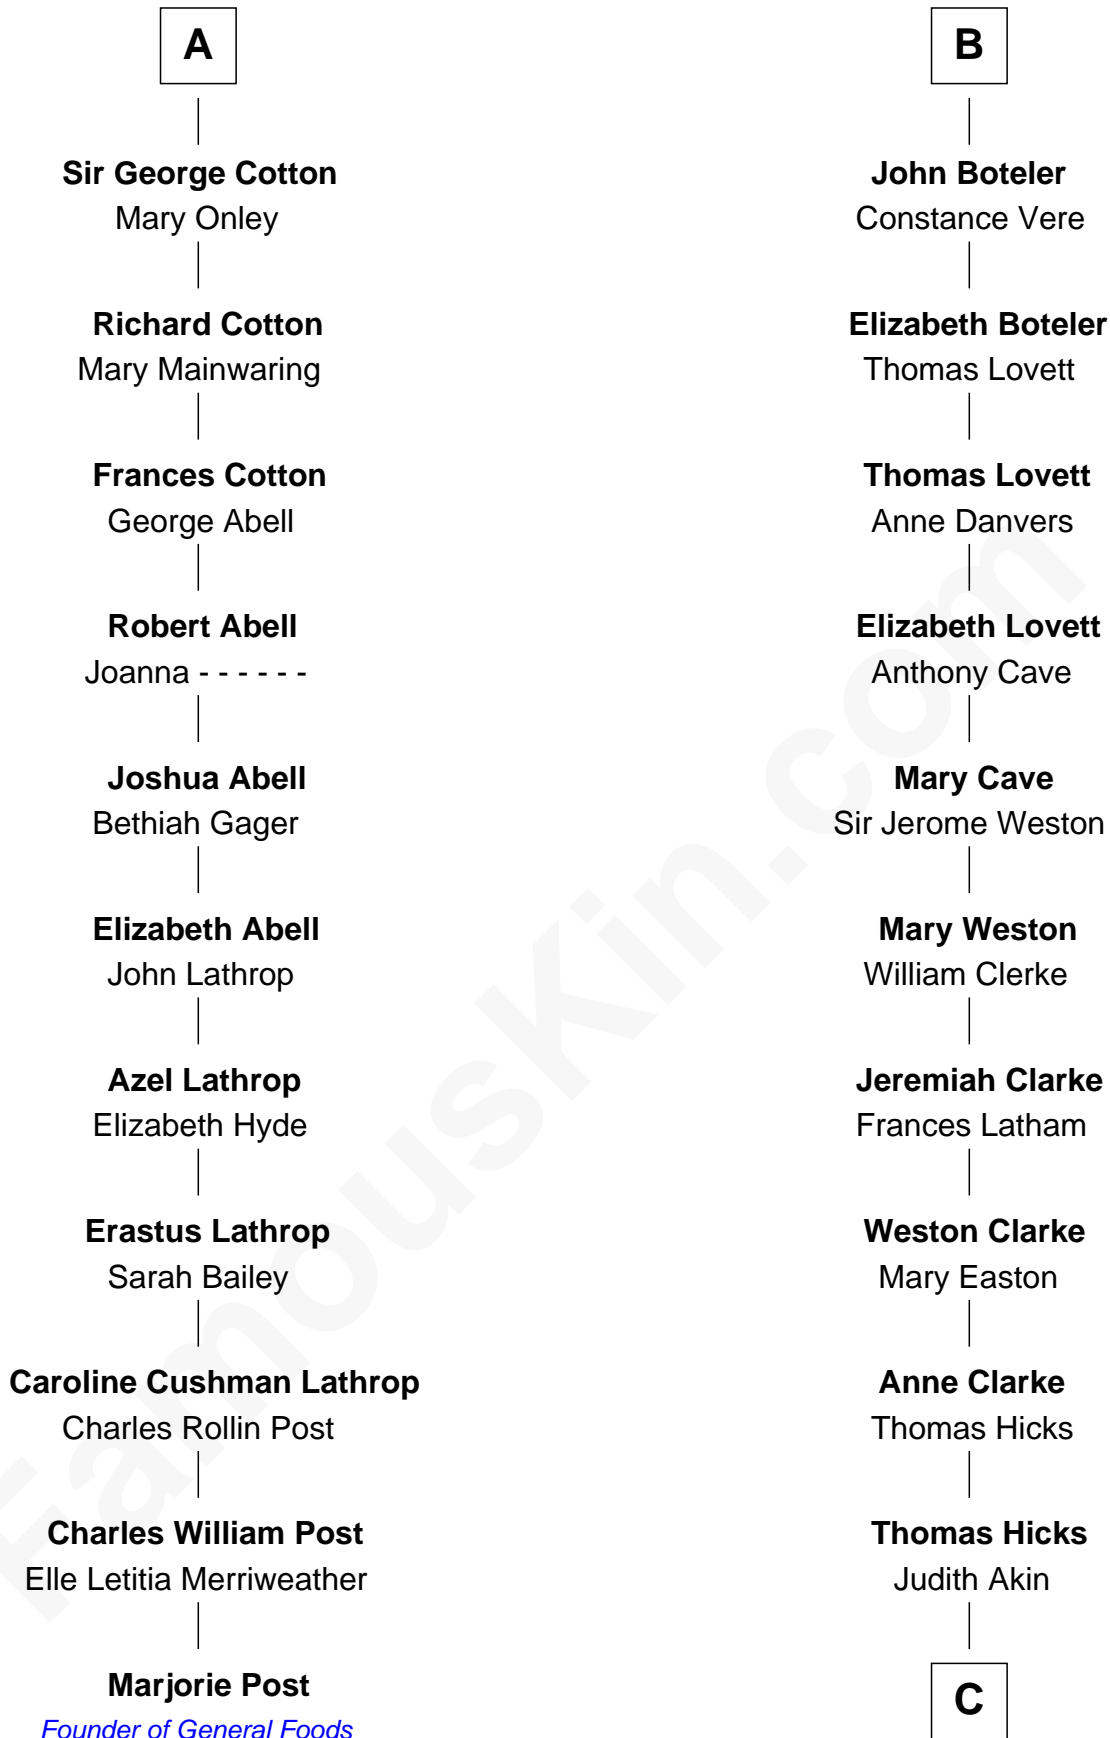 A
Sir George Cotton
Mary Onley
Richard Cotton
Mary Mainwaring
Frances Cotton
George Abell
Robert Abell
Joanna - - - - - -
Joshua Abell
Bethiah Gager
Elizabeth Abell
John Lathrop
Azel Lathrop
Elizabeth Hyde
Erastus Lathrop
Sarah Bailey
Caroline Cushman Lathrop
Charles Rollin Post
Charles William Post
Elle Letitia Merriweather
Marjorie Post
Founder of General Foods
B
John Boteler
Constance Vere
Elizabeth Boteler
Thomas Lovett
Thomas Lovett
Anne Danvers
Elizabeth Lovett
Anthony Cave
Mary Cave
Sir Jerome Weston
Mary Weston
William Clerke
Jeremiah Clarke
Frances Latham
Weston Clarke
Mary Easton
Anne Clarke
Thomas Hicks
Thomas Hicks
Judith Akin
C
FamousKin.com